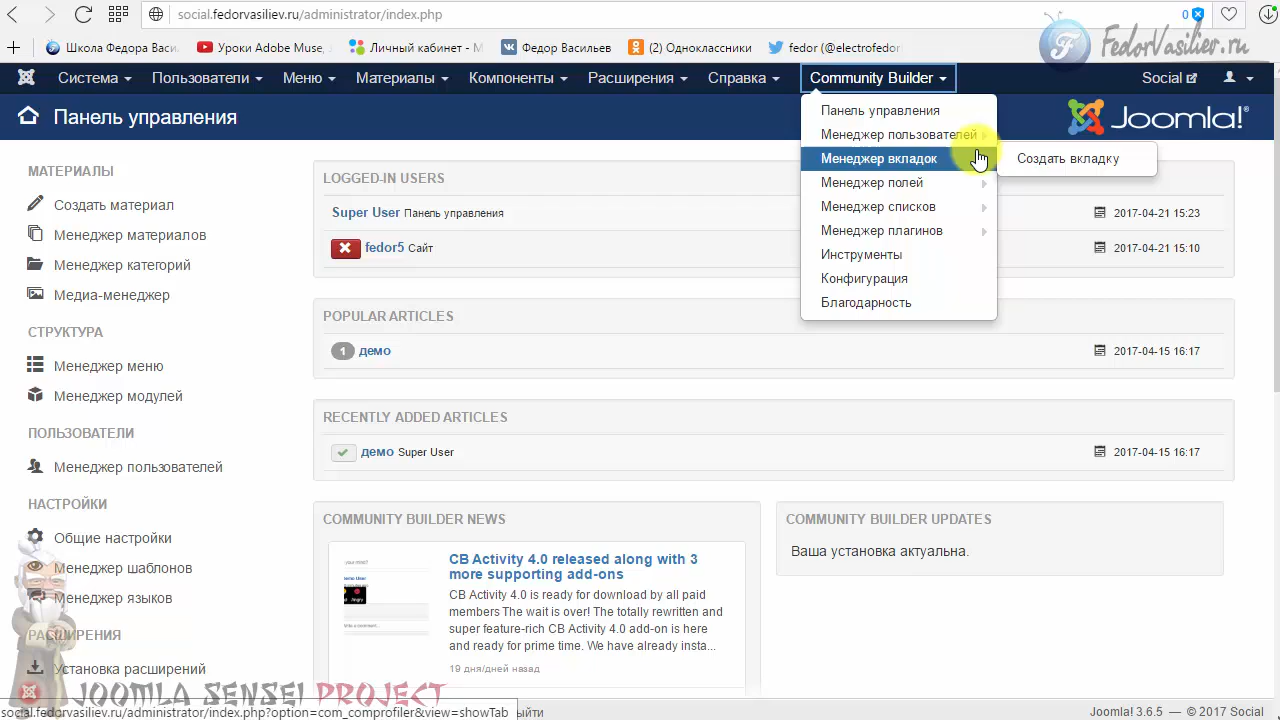 social.fedorvasiliev.ru/administrator/index.php
0
Школа Федора Васи
Уроки Adobe Muse,
Личный кабинет - М
Федор Васильев
(2) Одноклассники
fedor (@electrofedor
FedorVasiliev.ru
Система
Пользователи
Меню
Материалы
Компоненты
Расширения
Справка
Community Builder
Social
Панель управления
Joomla!
Панель управления
Менеджер пользователей
Менеджер вкладок
Создать вкладку
Менеджер полей
Менеджер списков
Менеджер плагинов
Инструменты
Конфигурация
Благодарность
МАТЕРИАЛЫ
Создать материал
Менеджер материалов
Менеджер категорий
Медиа-менеджер
СТРУКТУРА
Менеджер меню
Менеджер модулей
ПОЛЬЗОВАТЕЛИ
Менеджер пользователей
НАСТРОЙКИ
Общие настройки
Менеджер шаблонов
Менеджер языков
РАСШИРЕНИЯ
Установка расширений
LOGGED-IN USERS
Super User Панель управления 2017-04-21 15:23
fedor5 Сайт 2017-04-21 15:10
POPULAR ARTICLES
1 демо 2017-04-15 16:17
RECENTLY ADDED ARTICLES
демо Super User 2017-04-15 16:17
COMMUNITY BUILDER NEWS
CB Activity 4.0 released along with 3
more supporting add-ons
CB Activity 4.0 is ready for download by all paid
members The wait is over! The totally rewritten and
super feature-rich CB Activity 4.0 add-on is here
and ready for prime time. We have already insta...
19 дня/дней назад
COMMUNITY BUILDER UPDATES
Ваша установка актуальна.
JOOMLA SENSEI PROJECT
social.fedorvasiliev.ru/administrator/index.php?option=com_comprofiler&view=showTab
ыйти
Joomla! 3.6.5 — © 2017 Social